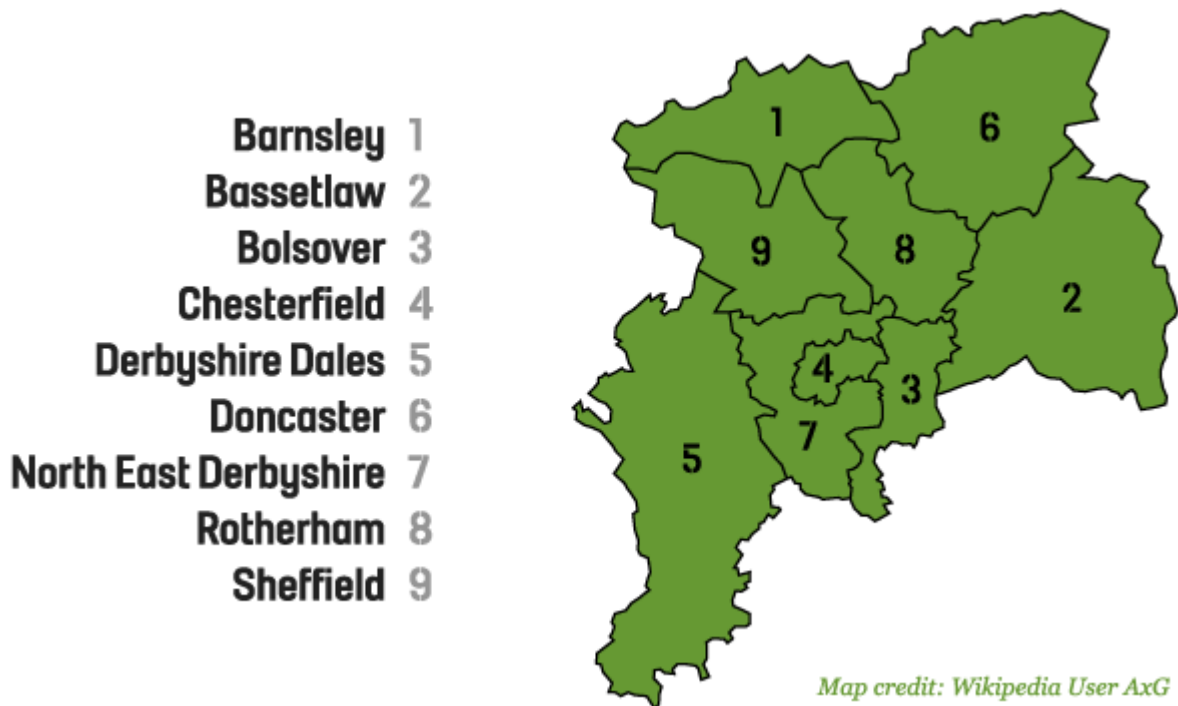 Barnsley 1
Bassetlaw 2
Bolsover 3
Chesterfield 4
Derbyshire Dales 5
Doncaster 6
North East Derbyshire 7
Rotherham 8
Sheffield 9
1
6
9
8
2
4
3
7
5
Map credit: Wikipedia User AxG